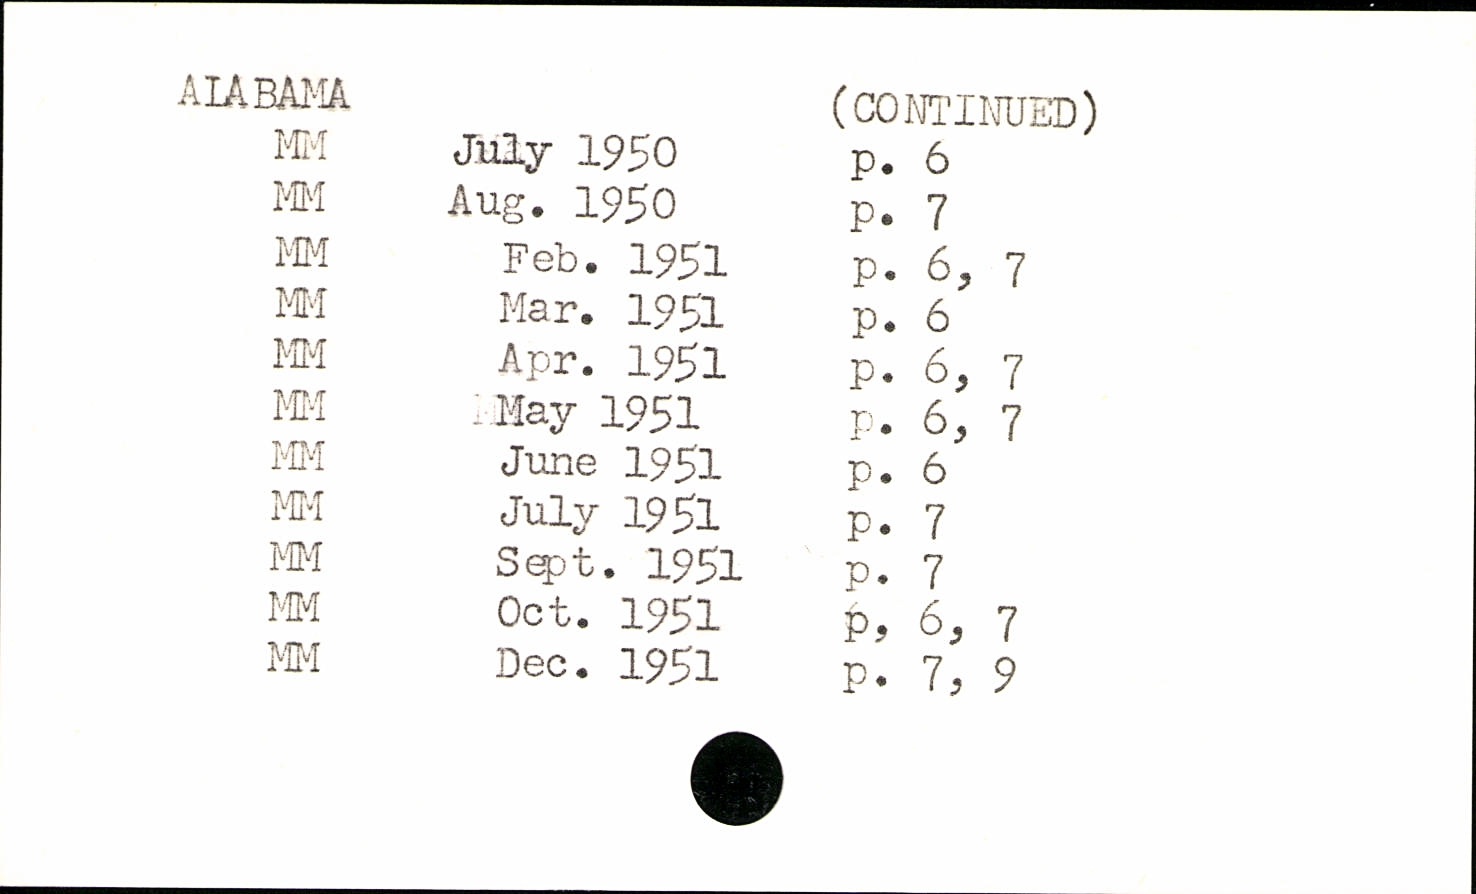 ALABAMA (CONTINUED)
MM July 1950 p. 6
MM Aug. 1950 p. 7
MM Feb. 1951 p. 6, 7
MM Mar. 1951 p. 6
MM Apr. 1951 p. 6, 7
MM May 1951 p. 6, 7
MM June 1951 p. 6
MM July 1951 p. 7
MM Sept. 1951 p. 7
MM Oct. 1951 p, 6, 7
MM Dec. 1951 p. 7, 9